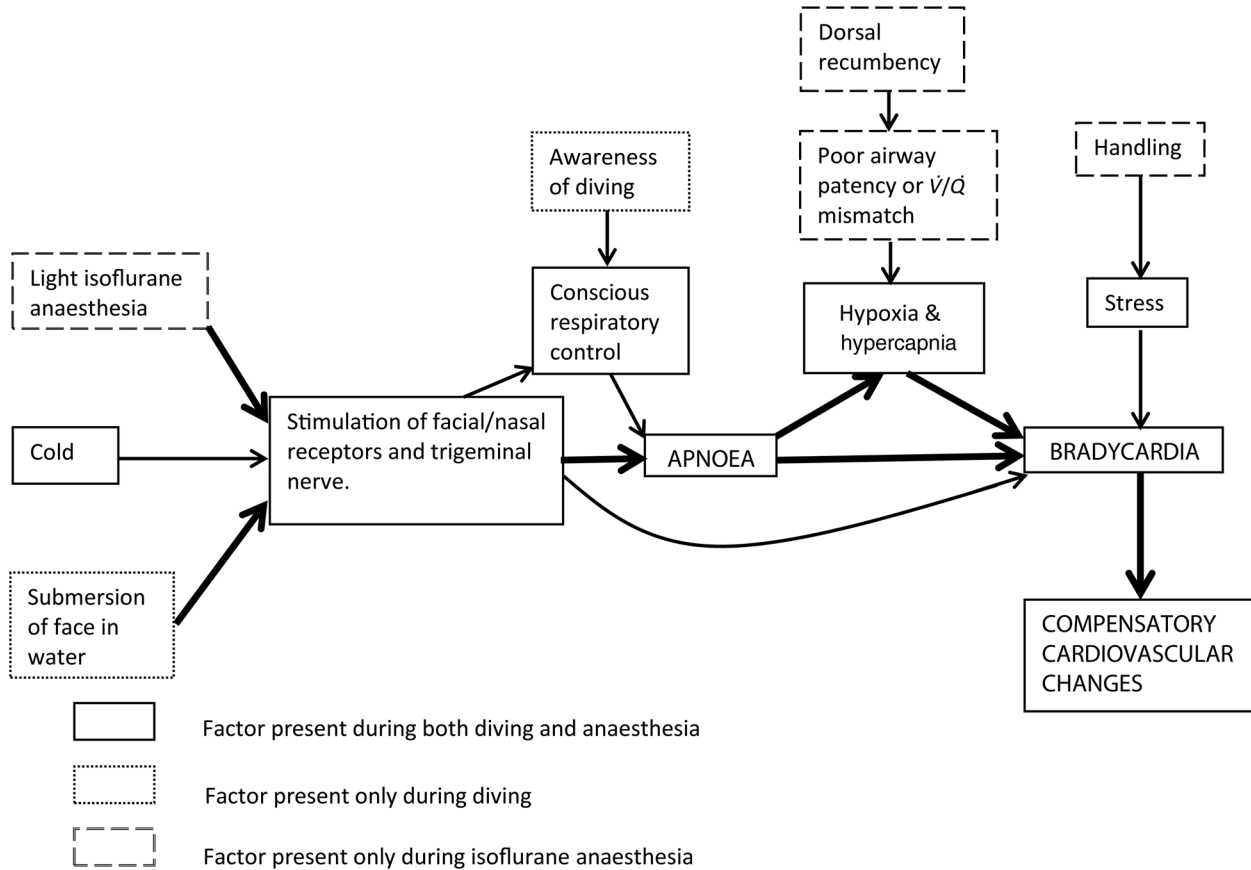 Dorsal
recumbency
Awareness
of diving
Poor airway
patency or V̇/Q̇
mismatch
Handling
Light isoflurane
anaesthesia
Conscious
respiratory
control
Hypoxia &
hypercapnia
Stress
Cold
Stimulation of facial/nasal
receptors and trigeminal
nerve.
APNOEA
BRADYCARDIA
Submersion
of face in
water
COMPENSATORY
CARDIOVASCULAR
CHANGES
Factor present during both diving and anaesthesia
Factor present only during diving
Factor present only during isoflurane anaesthesia